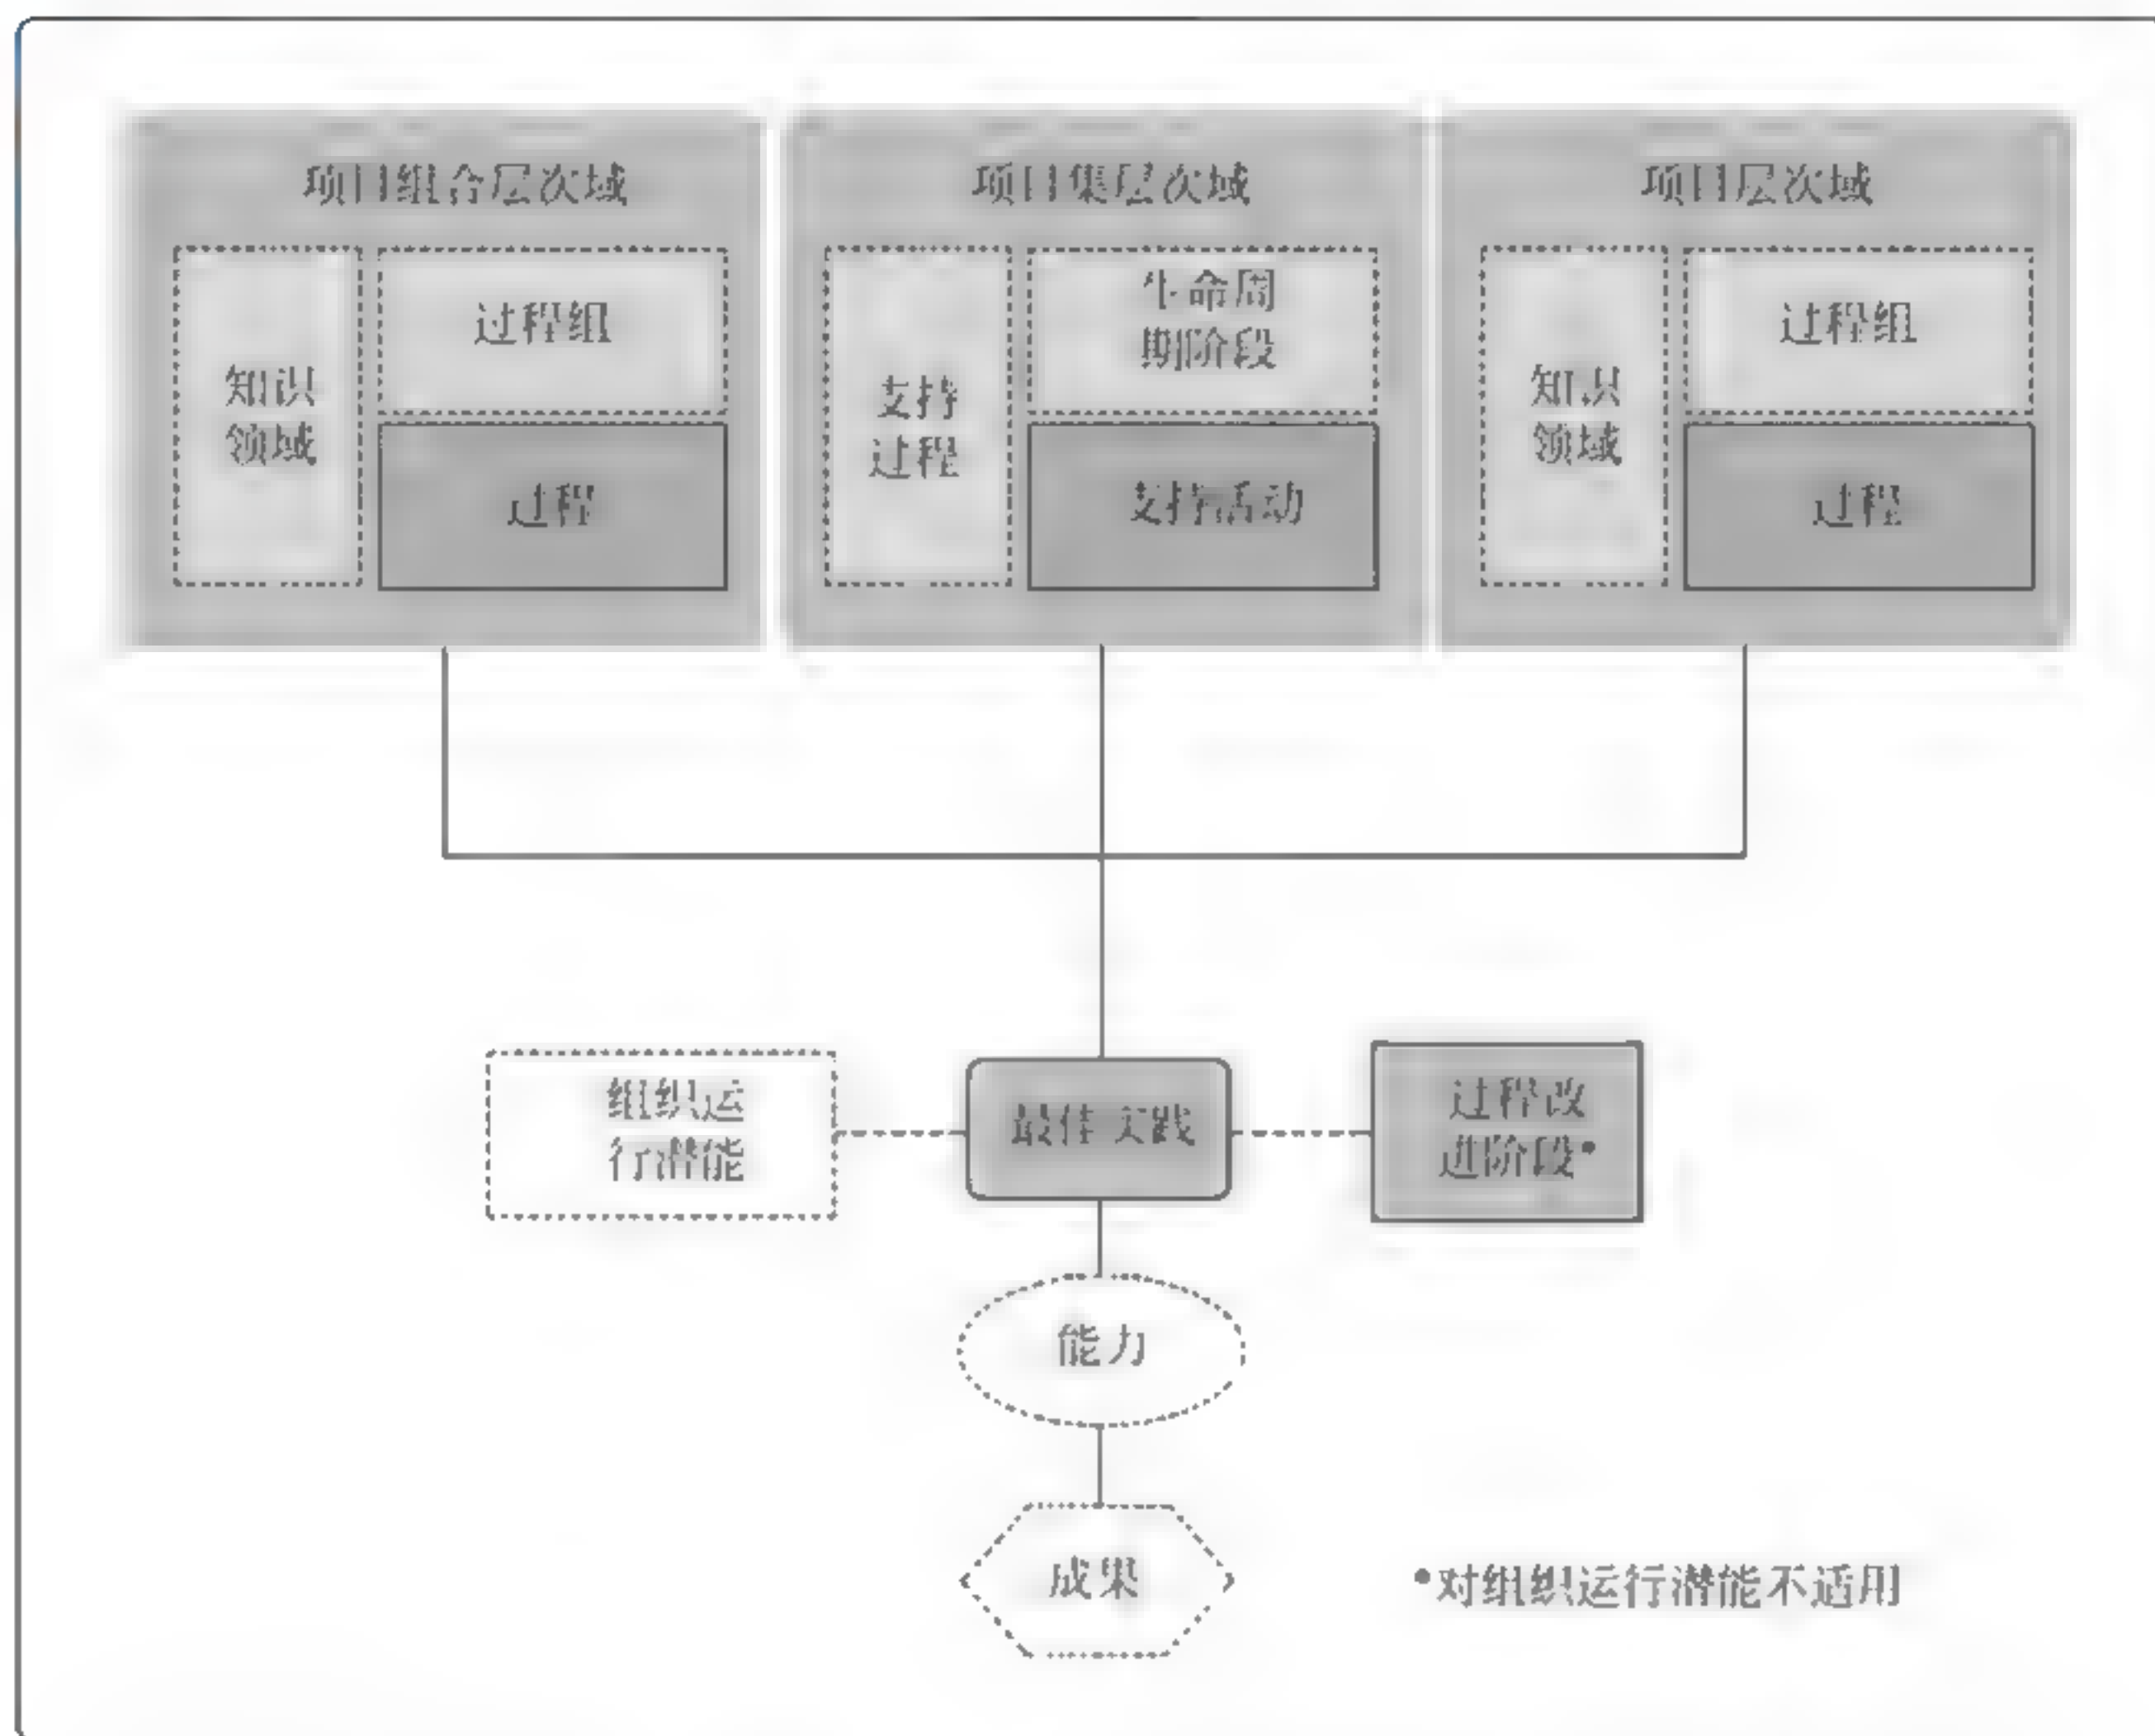 项目组合层次域
知识
领域
过程组
过程
项目集层次域
支持
过程
生命周
期阶段
支持活动
项目层次域
知识
领域
过程组
过程
组织运
行潜能
最佳实践
过程改
进阶段•
能力
成果
•对组织运行潜能不适用